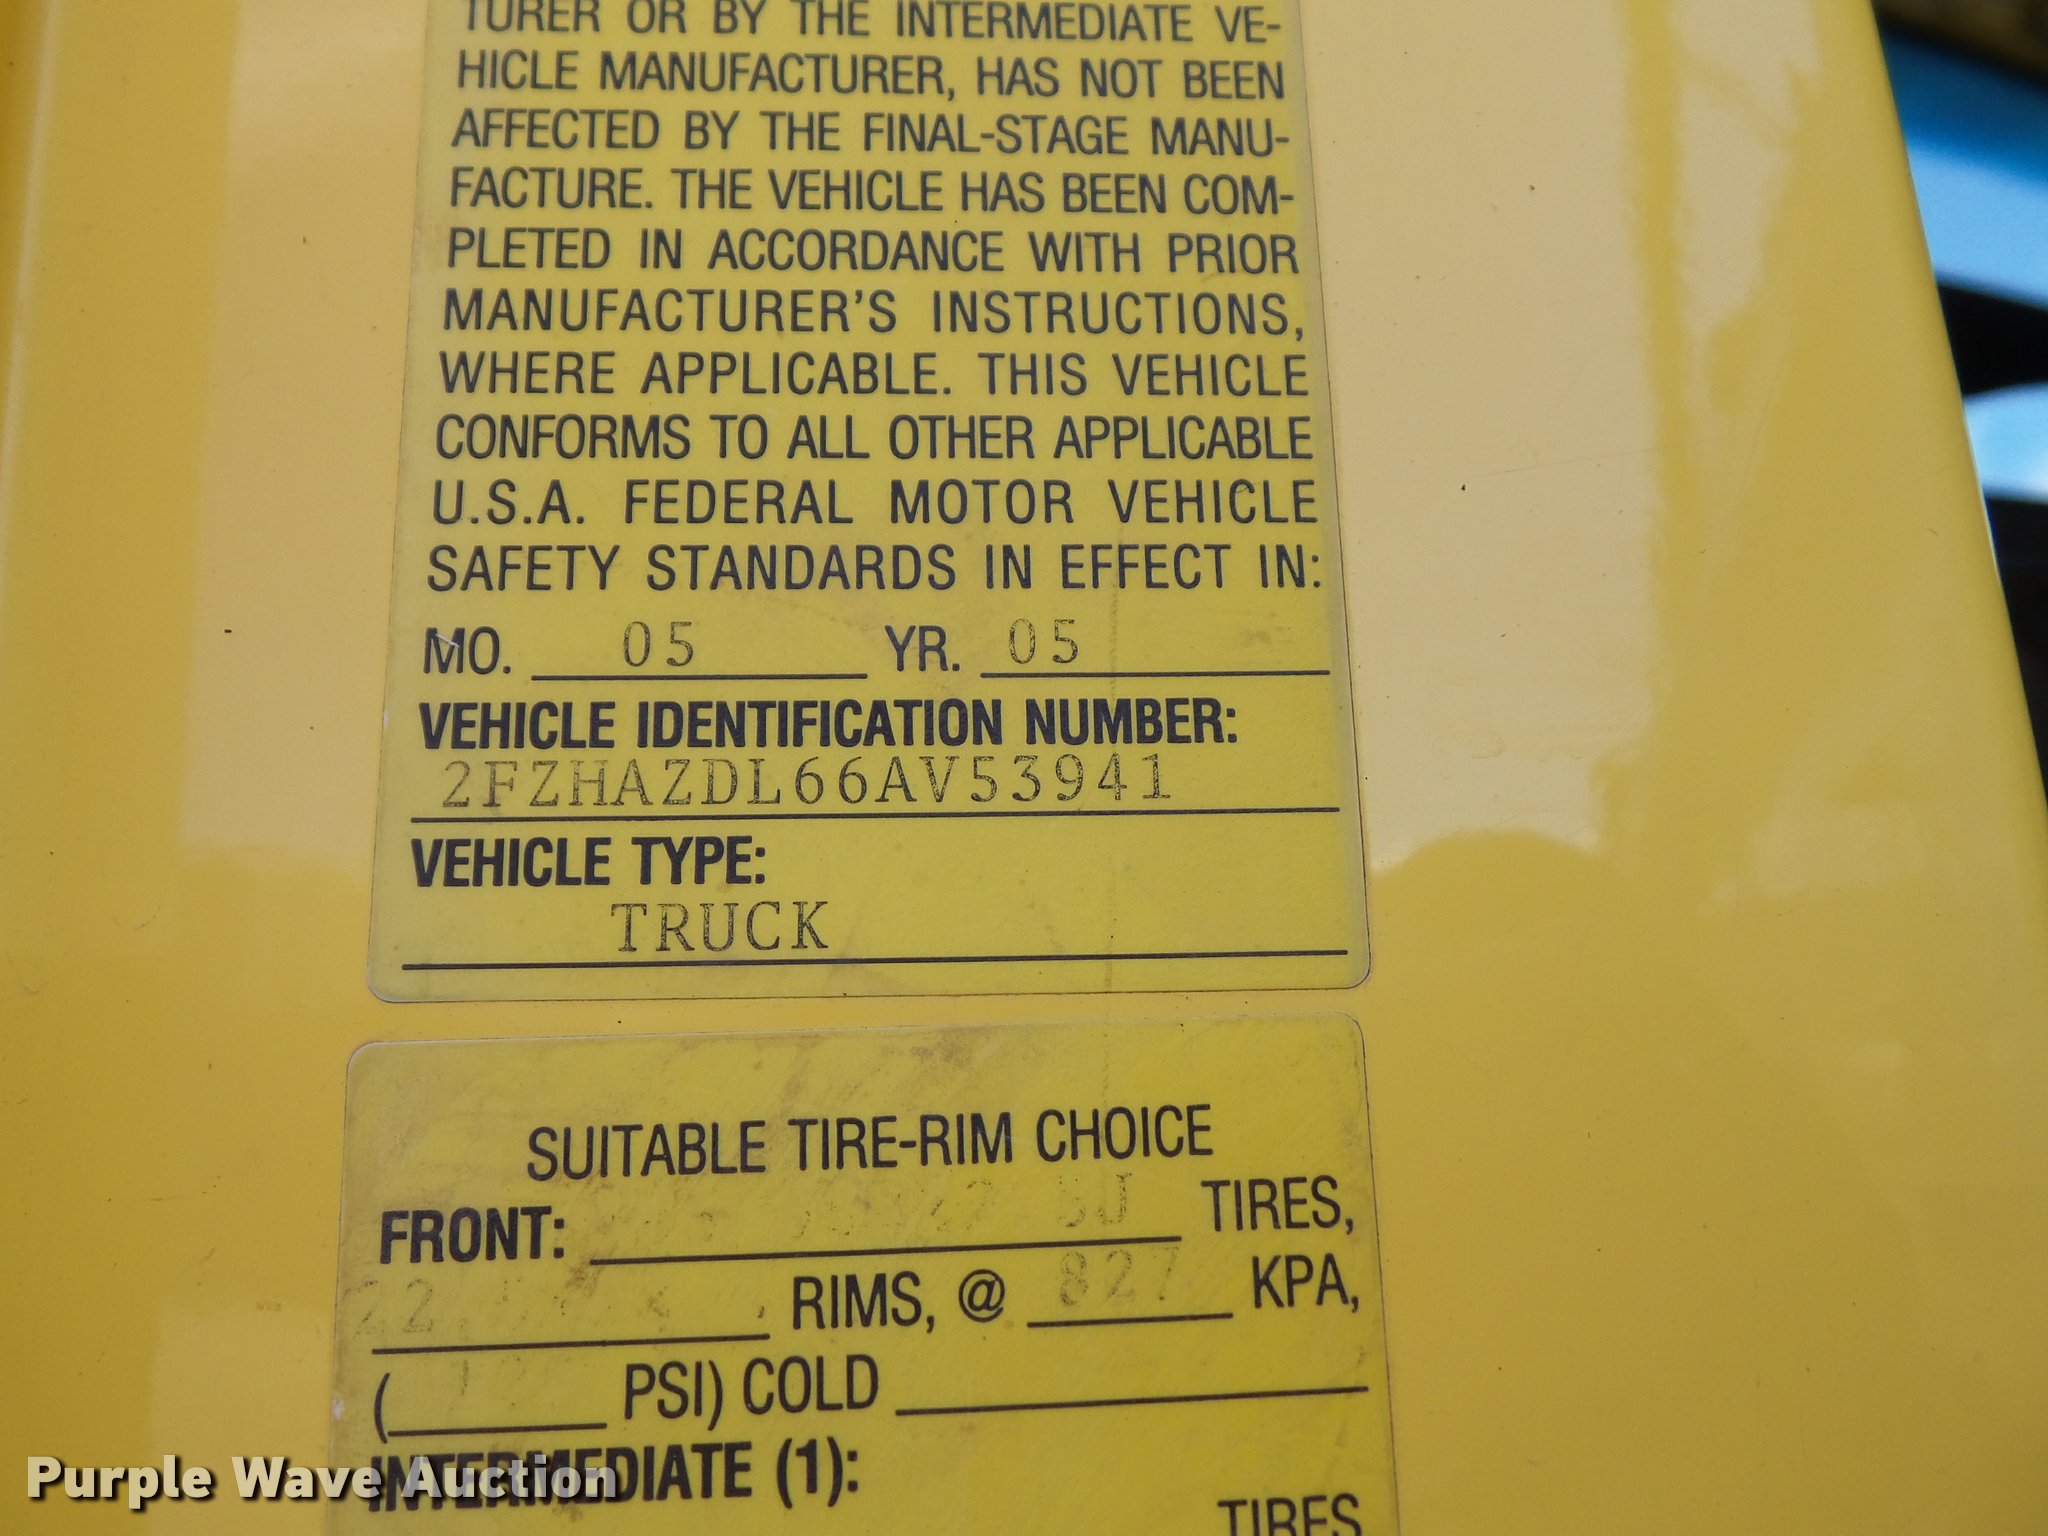 TURER OR BY THE INTERMEDIATE VE-
HICLE MANUFACTURER, HAS NOT BEEN
AFFECTED BY THE FINAL-STAGE MANU-
FACTURE. THE VEHICLE HAS BEEN COM-
PLETED IN ACCORDANCE WITH PRIOR
MANUFACTURER'S INSTRUCTIONS,
WHERE APPLICABLE. THIS VEHICLE
CONFORMS TO ALL OTHER APPLICABLE
U.S.A. FEDERAL MOTOR VEHICLE
SAFETY STANDARDS IN EFFECT IN:
MO. 05 YR. 05
VEHICLE IDENTIFICATION NUMBER:
2FZHAZDL66AV53941
VEHICLE TYPE:
TRUCK
SUITABLE TIRE-RIM CHOICE
FRONT: TIRES,
RIMS, @ 827 KPA,
( PSI) COLD
INTERMEDIATE (1):
TIRES
Purple Wave Auction